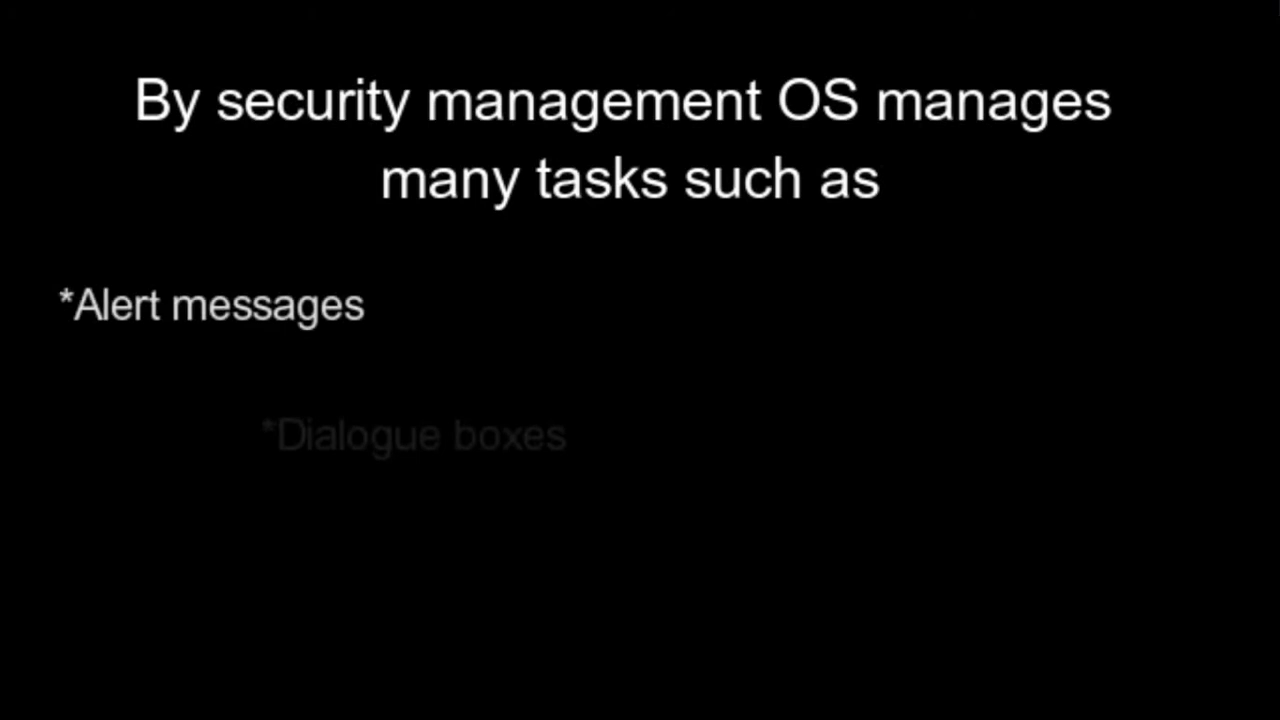 By security management OS manages
many tasks such as
*Alert messages
*Dialogue boxes